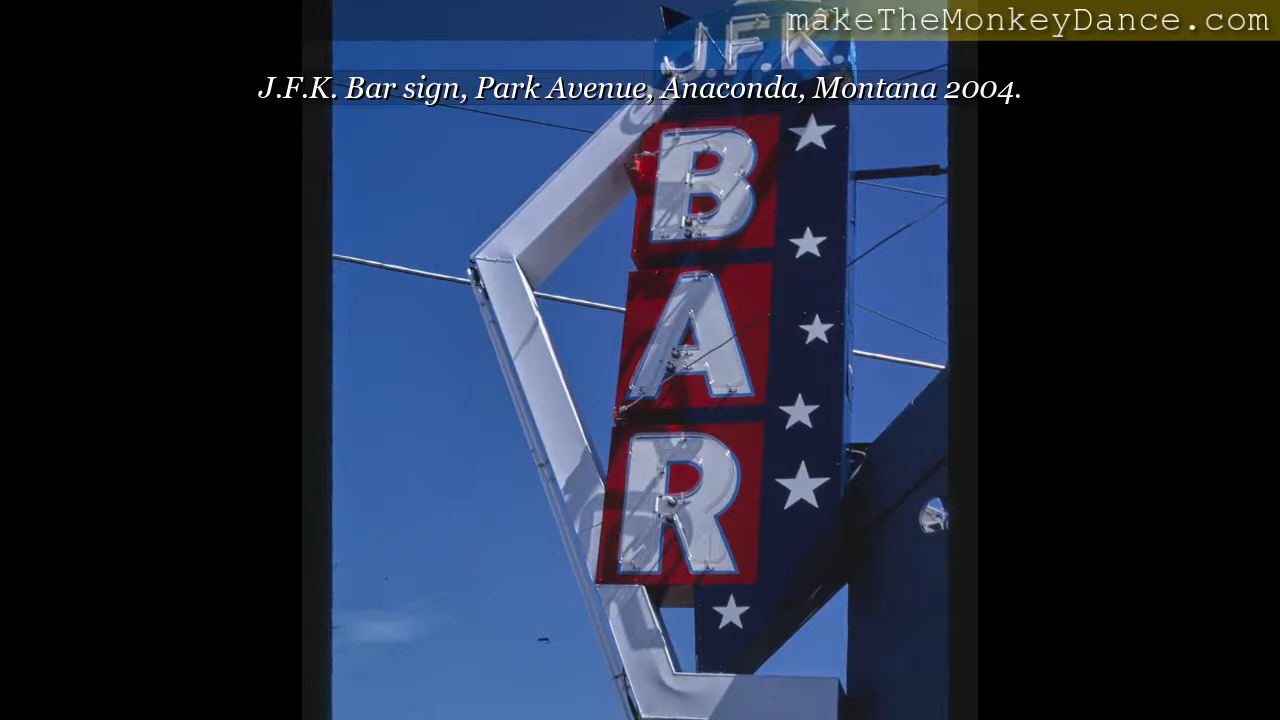 makeTheMonkeyDance.com
J.F.K.
J.F.K. Bar sign, Park Avenue, Anaconda, Montana 2004.
B
A
R